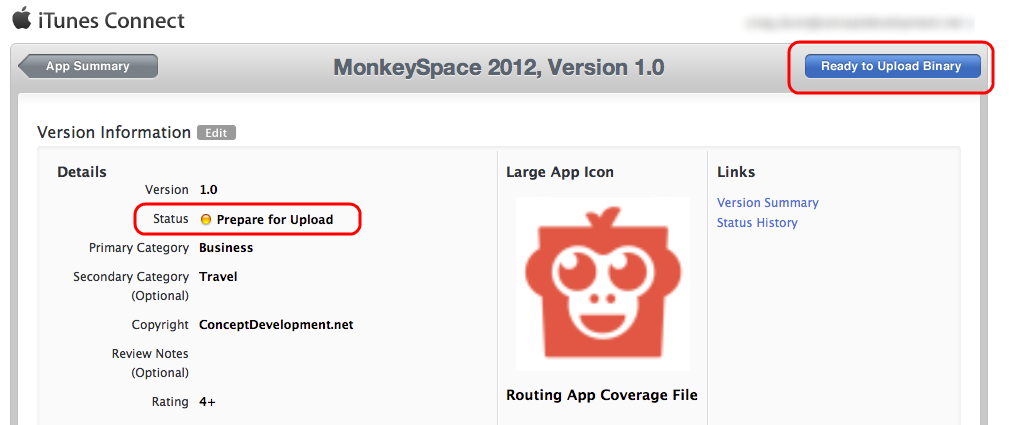 iTunes Connect
App Summary
MonkeySpace 2012, Version 1.0
Ready to Upload Binary
Version Information Edit
Details
Version 1.0
Status Prepare for Upload
Primary Category Business
Secondary Category Travel
(Optional)
Copyright ConceptDevelopment.net
Review Notes
(Optional)
Rating 4+
Large App Icon
Routing App Coverage File
Links
Version Summary
Status History